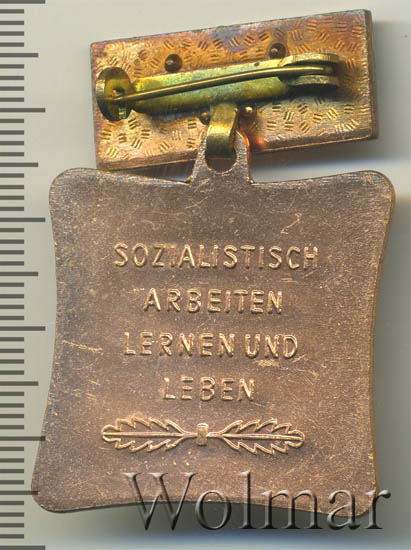 SOZIALISTISCH
ARBEITEN
LERNEN UND
LEBEN
Wolmar